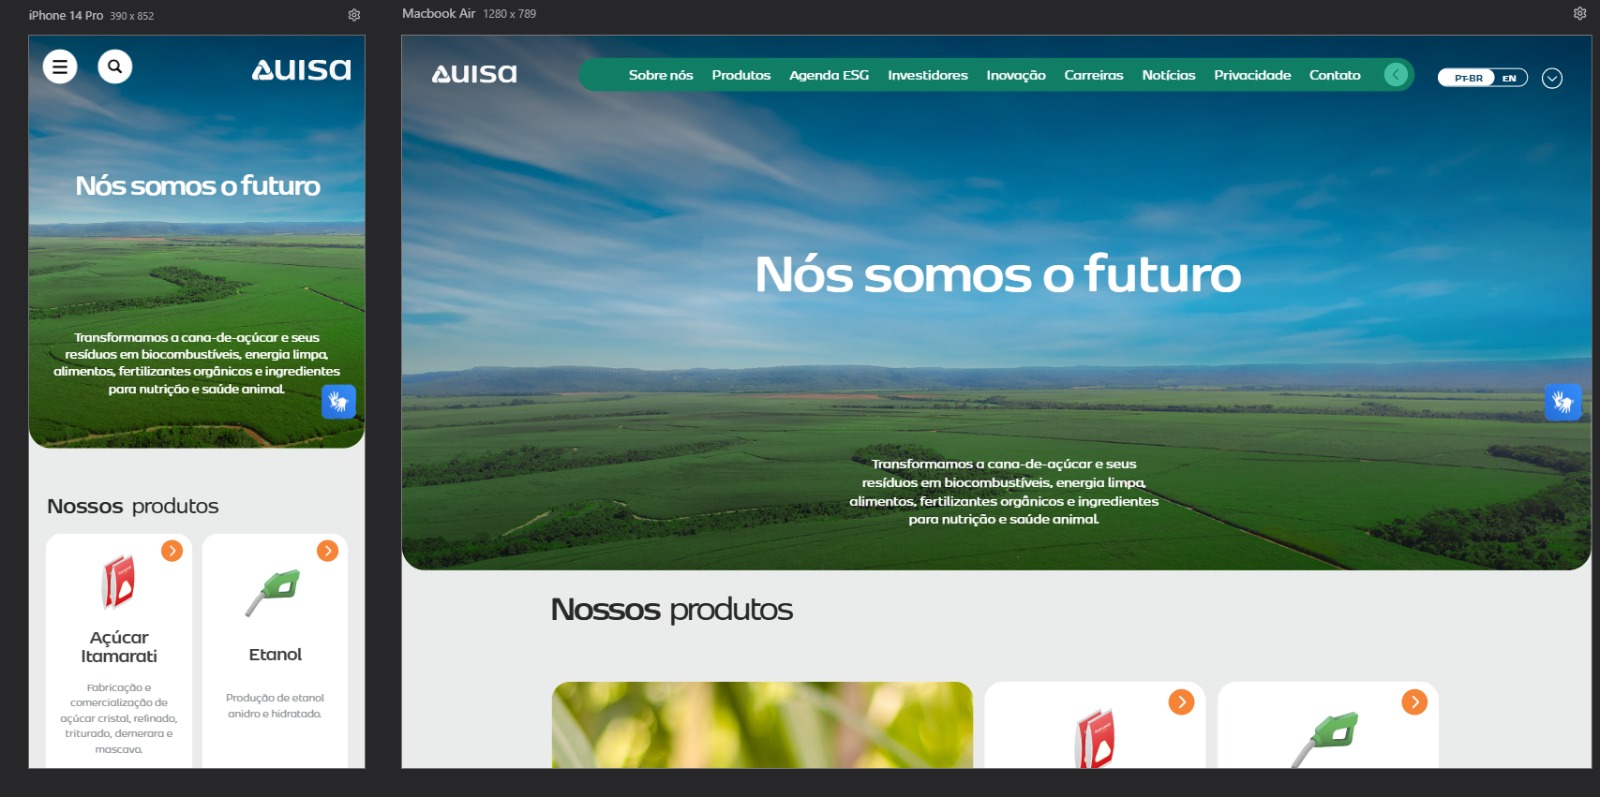 iPhone 14 Pro 390 x 852
AUISA
Nós somos o futuro
Transformamos a cana-de-açúcar e seus
resíduos em biocombustíveis, energia limpa,
alimentos, fertilizantes orgânicos e ingredientes
para nutrição e saúde animal.
Nossos produtos
Açúcar
Itamarati
Fabricação e
comercialização de
açúcar cristal, refinado,
triturado, demerara e
mascavo.
Etanol
Produção de etanol
anidro e hidratado.
Macbook Air 1280 x 789
AUISA
Sobre nós Produtos Agenda ESG Investidores Inovação Carreiras Notícias Privacidade Contato
PT-BR EN
Nós somos o futuro
Transformamos a cana-de-açúcar e seus
resíduos em biocombustíveis, energia limpa,
alimentos, fertilizantes orgânicos e ingredientes
para nutrição e saúde animal.
Nossos produtos